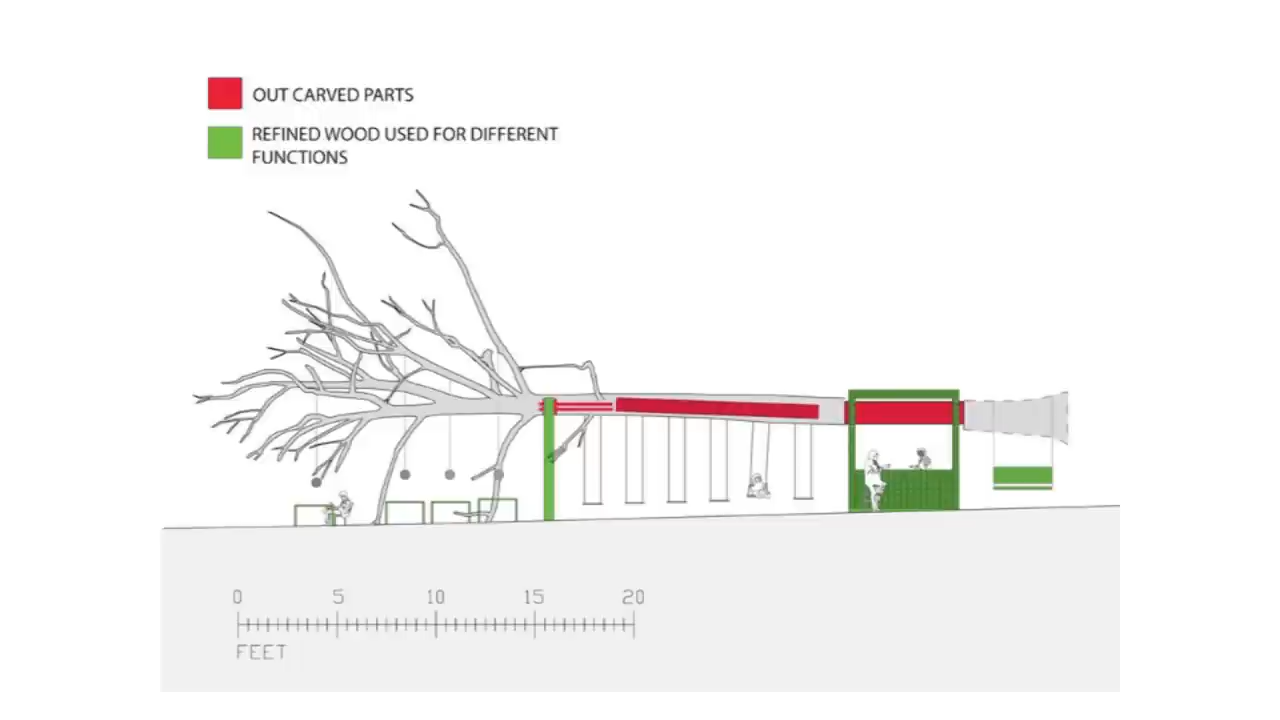 OUT CARVED PARTS
REFINED WOOD USED FOR DIFFERENT
FUNCTIONS
0 5 10 15 20
FEET